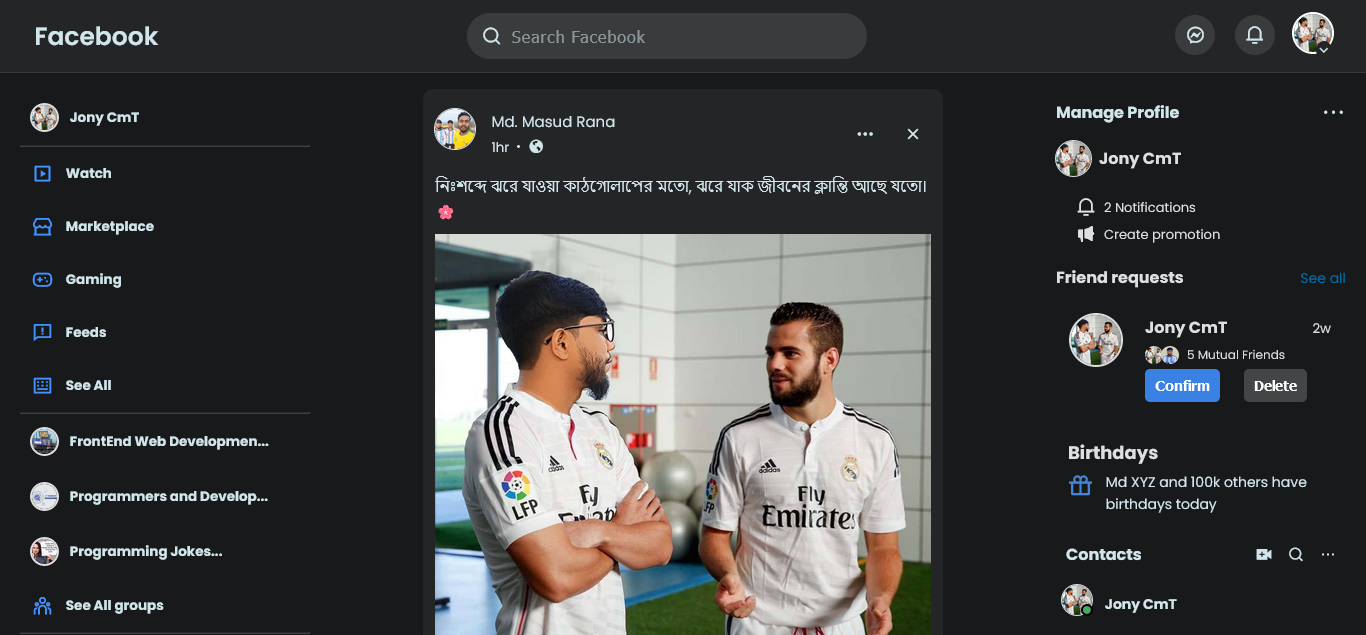 Facebook
Search Facebook
Jony CmT
Watch
Marketplace
Gaming
Feeds
See All
FrontEnd Web Developmen...
Programmers and Develop...
Programming Jokes...
See All groups
Md. Masud Rana
1hr •
নিঃশব্দে ঝরে যাওয়া কাঠগোলাপের মতো, ঝরে যাক জীবনের ক্লান্তি আছে যতো।
🌸
adidas
LFP
Fly
Emirates
adidas
LFP
Fly
Emirates
Manage Profile
Jony CmT
2 Notifications
Create promotion
Friend requests See all
Jony CmT 2w
5 Mutual Friends
Confirm Delete
Birthdays
Md XYZ and 100k others have
birthdays today
Contacts
Jony CmT